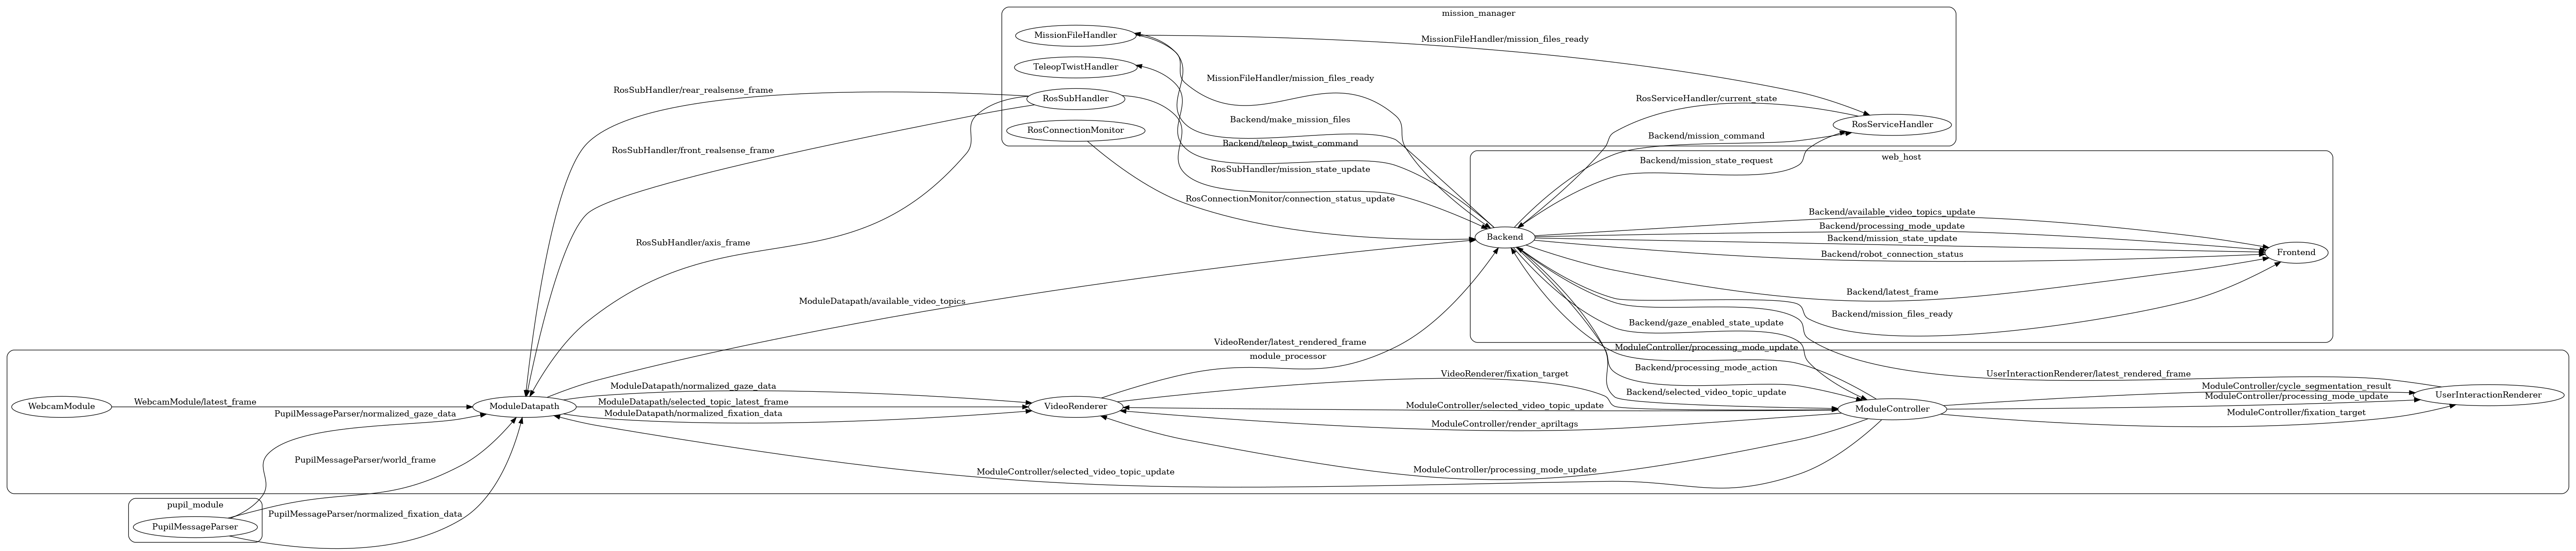 mission_manager
MissionFileHandler
MissionFileHandler/mission_files_ready
TeleopTwistHandler
MissionFileHandler/mission_files_ready
RosSubHandler/rear_realsense_frame
RosSubHandler
RosServiceHandler/current_state
Backend/make_mission_files
RosServiceHandler
RosConnectionMonitor
Backend/mission_command
Backend/teleop_twist_command
RosSubHandler/front_realsense_frame
web_host
Backend/mission_state_request
RosSubHandler/mission_state_update
RosConnectionMonitor/connection_status_update
Backend/available_video_topics_update
Backend/processing_mode_update
Backend
Backend/mission_state_update
RosSubHandler/axis_frame
Frontend
Backend/robot_connection_status
Backend/latest_frame
ModuleDatapath/available_video_topics
Backend/mission_files_ready
Backend/gaze_enabled_state_update
VideoRender/latest_rendered_frame
ModuleController/processing_mode_update
module_processor
Backend/processing_mode_action
UserInteractionRenderer/latest_rendered_frame
VideoRenderer/fixation_target
ModuleDatapath/normalized_gaze_data
ModuleController/cycle_segmentation_result
Backend/selected_video_topic_update
UserInteractionRenderer
ModuleController/processing_mode_update
WebcamModule/latest_frame
ModuleDatapath/selected_topic_latest_frame
WebcamModule
ModuleDatapath
VideoRenderer
ModuleController/selected_video_topic_update
ModuleController
PupilMessageParser/normalized_gaze_data
ModuleDatapath/normalized_fixation_data
ModuleController/fixation_target
ModuleController/render_apriltags
PupilMessageParser/world_frame
ModuleController/selected_video_topic_update
ModuleController/processing_mode_update
pupil_module
PupilMessageParser/normalized_fixation_data
PupilMessageParser